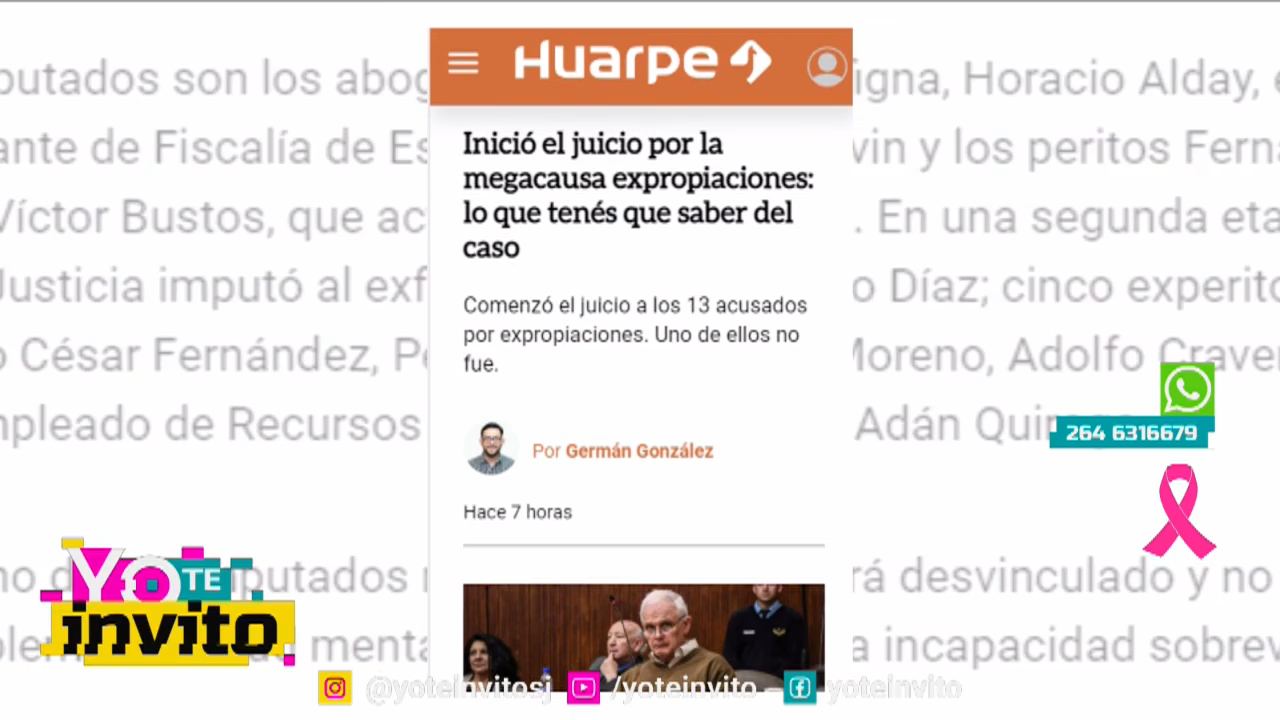 Huarpe
Inició el juicio por la
megacausa expropiaciones:
lo que tenés que saber del
caso
Comenzó el juicio a los 13 acusados
por expropiaciones. Uno de ellos no
fue.
Por Germán González
Hace 7 horas
putados son los abog
igna, Horacio Alday, e
ante de Fiscalía de Es
vin y los peritos Ferna
Víctor Bustos, que ac
. En una segunda eta
Justicia imputó al exf
o Díaz; cinco experito
o César Fernández, Pe
Moreno, Adolfo Craver
mpleado de Recursos
Adán Quir
no d
putados
rá desvinculado y no
menta
a incapacidad sobrev
264 6316679
YO TE
invito
@yoteinvitosj
/yoteinvito
yoteinvito